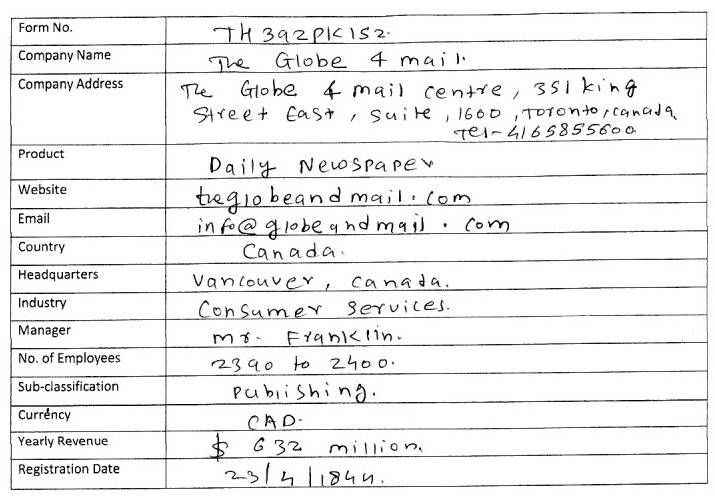 Form No. TH392PK152.
Company Name The Globe & mail.
Company Address The Globe & mail centre, 351 king
Street East, suite, 1600, Toronto, canada,
Tel- 4165855600
Product Daily Newspaper
Website theglobeandmail.com
Email info@globeandmail.com
Country Canada.
Headquarters Vancouver, canada.
Industry Consumer services.
Manager mr. Franklin.
No. of Employees 2390 to 2400.
Sub-classification publishing.
Currency CAD.
Yearly Revenue $ 632 million.
Registration Date 23/4/1844.